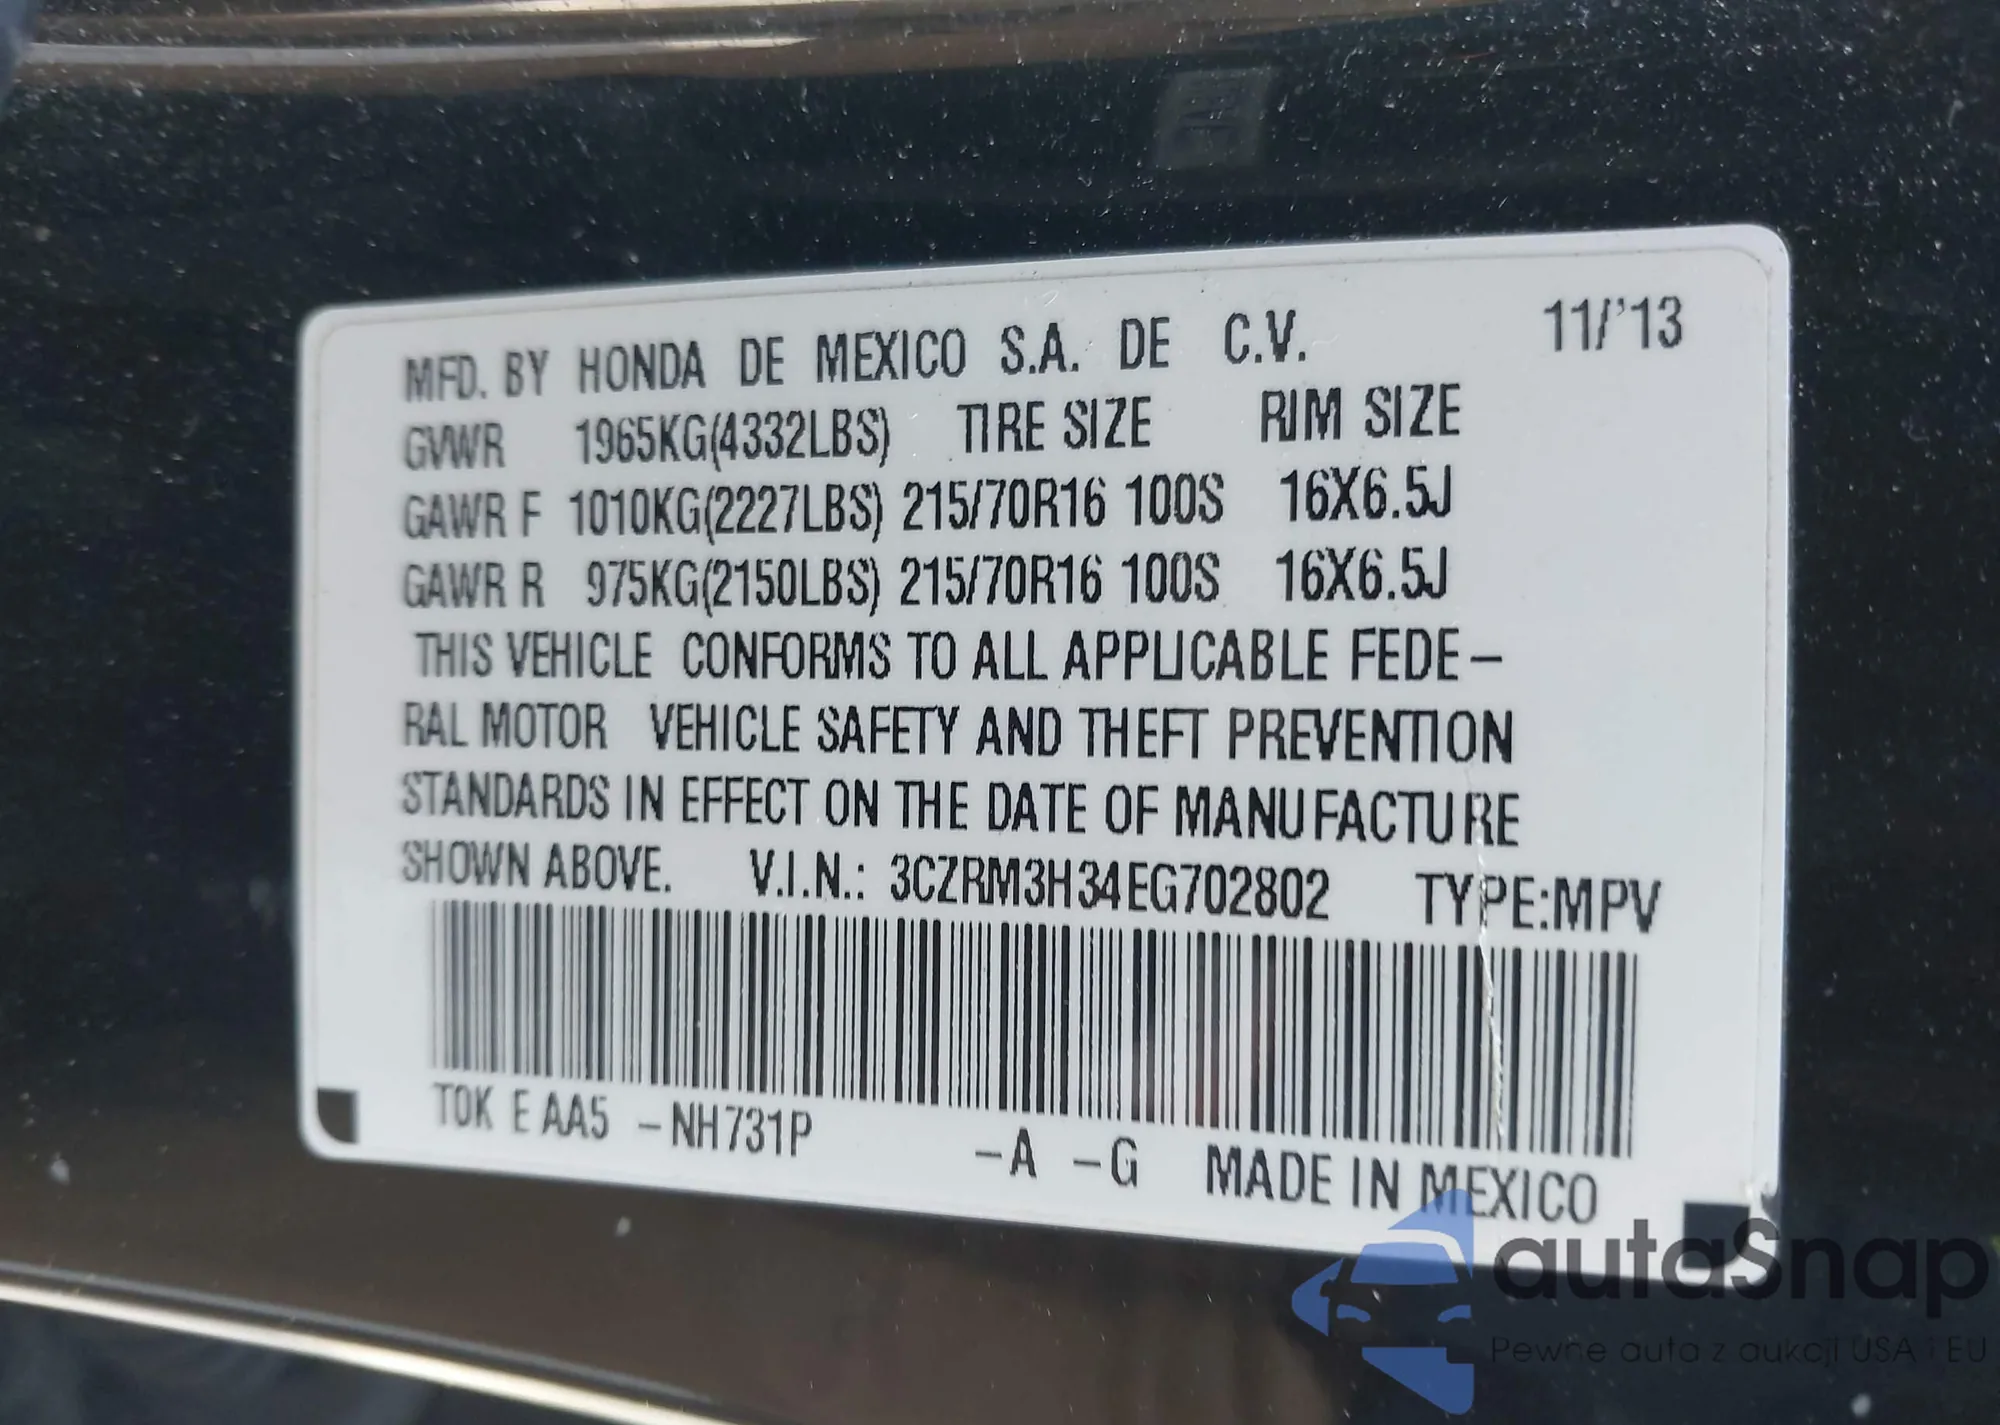 MFD. BY HONDA DE MEXICO S.A. DE C.V. 11/'13
GVWR 1965KG(4332LBS) TIRE SIZE RIM SIZE
GAWR F 1010KG(2227LBS) 215/70R16 100S 16X6.5J
GAWR R 975KG(2150LBS) 215/70R16 100S 16X6.5J
THIS VEHICLE CONFORMS TO ALL APPLICABLE FEDE-
RAL MOTOR VEHICLE SAFETY AND THEFT PREVENTION
STANDARDS IN EFFECT ON THE DATE OF MANUFACTURE
SHOWN ABOVE. V.I.N.: 3CZRM3H34EG702802 TYPE:MPV
T0K E AA5 -NH731P -A -G MADE IN MEXICO
autaSnap
Pewne auta z aukcji USA i EU